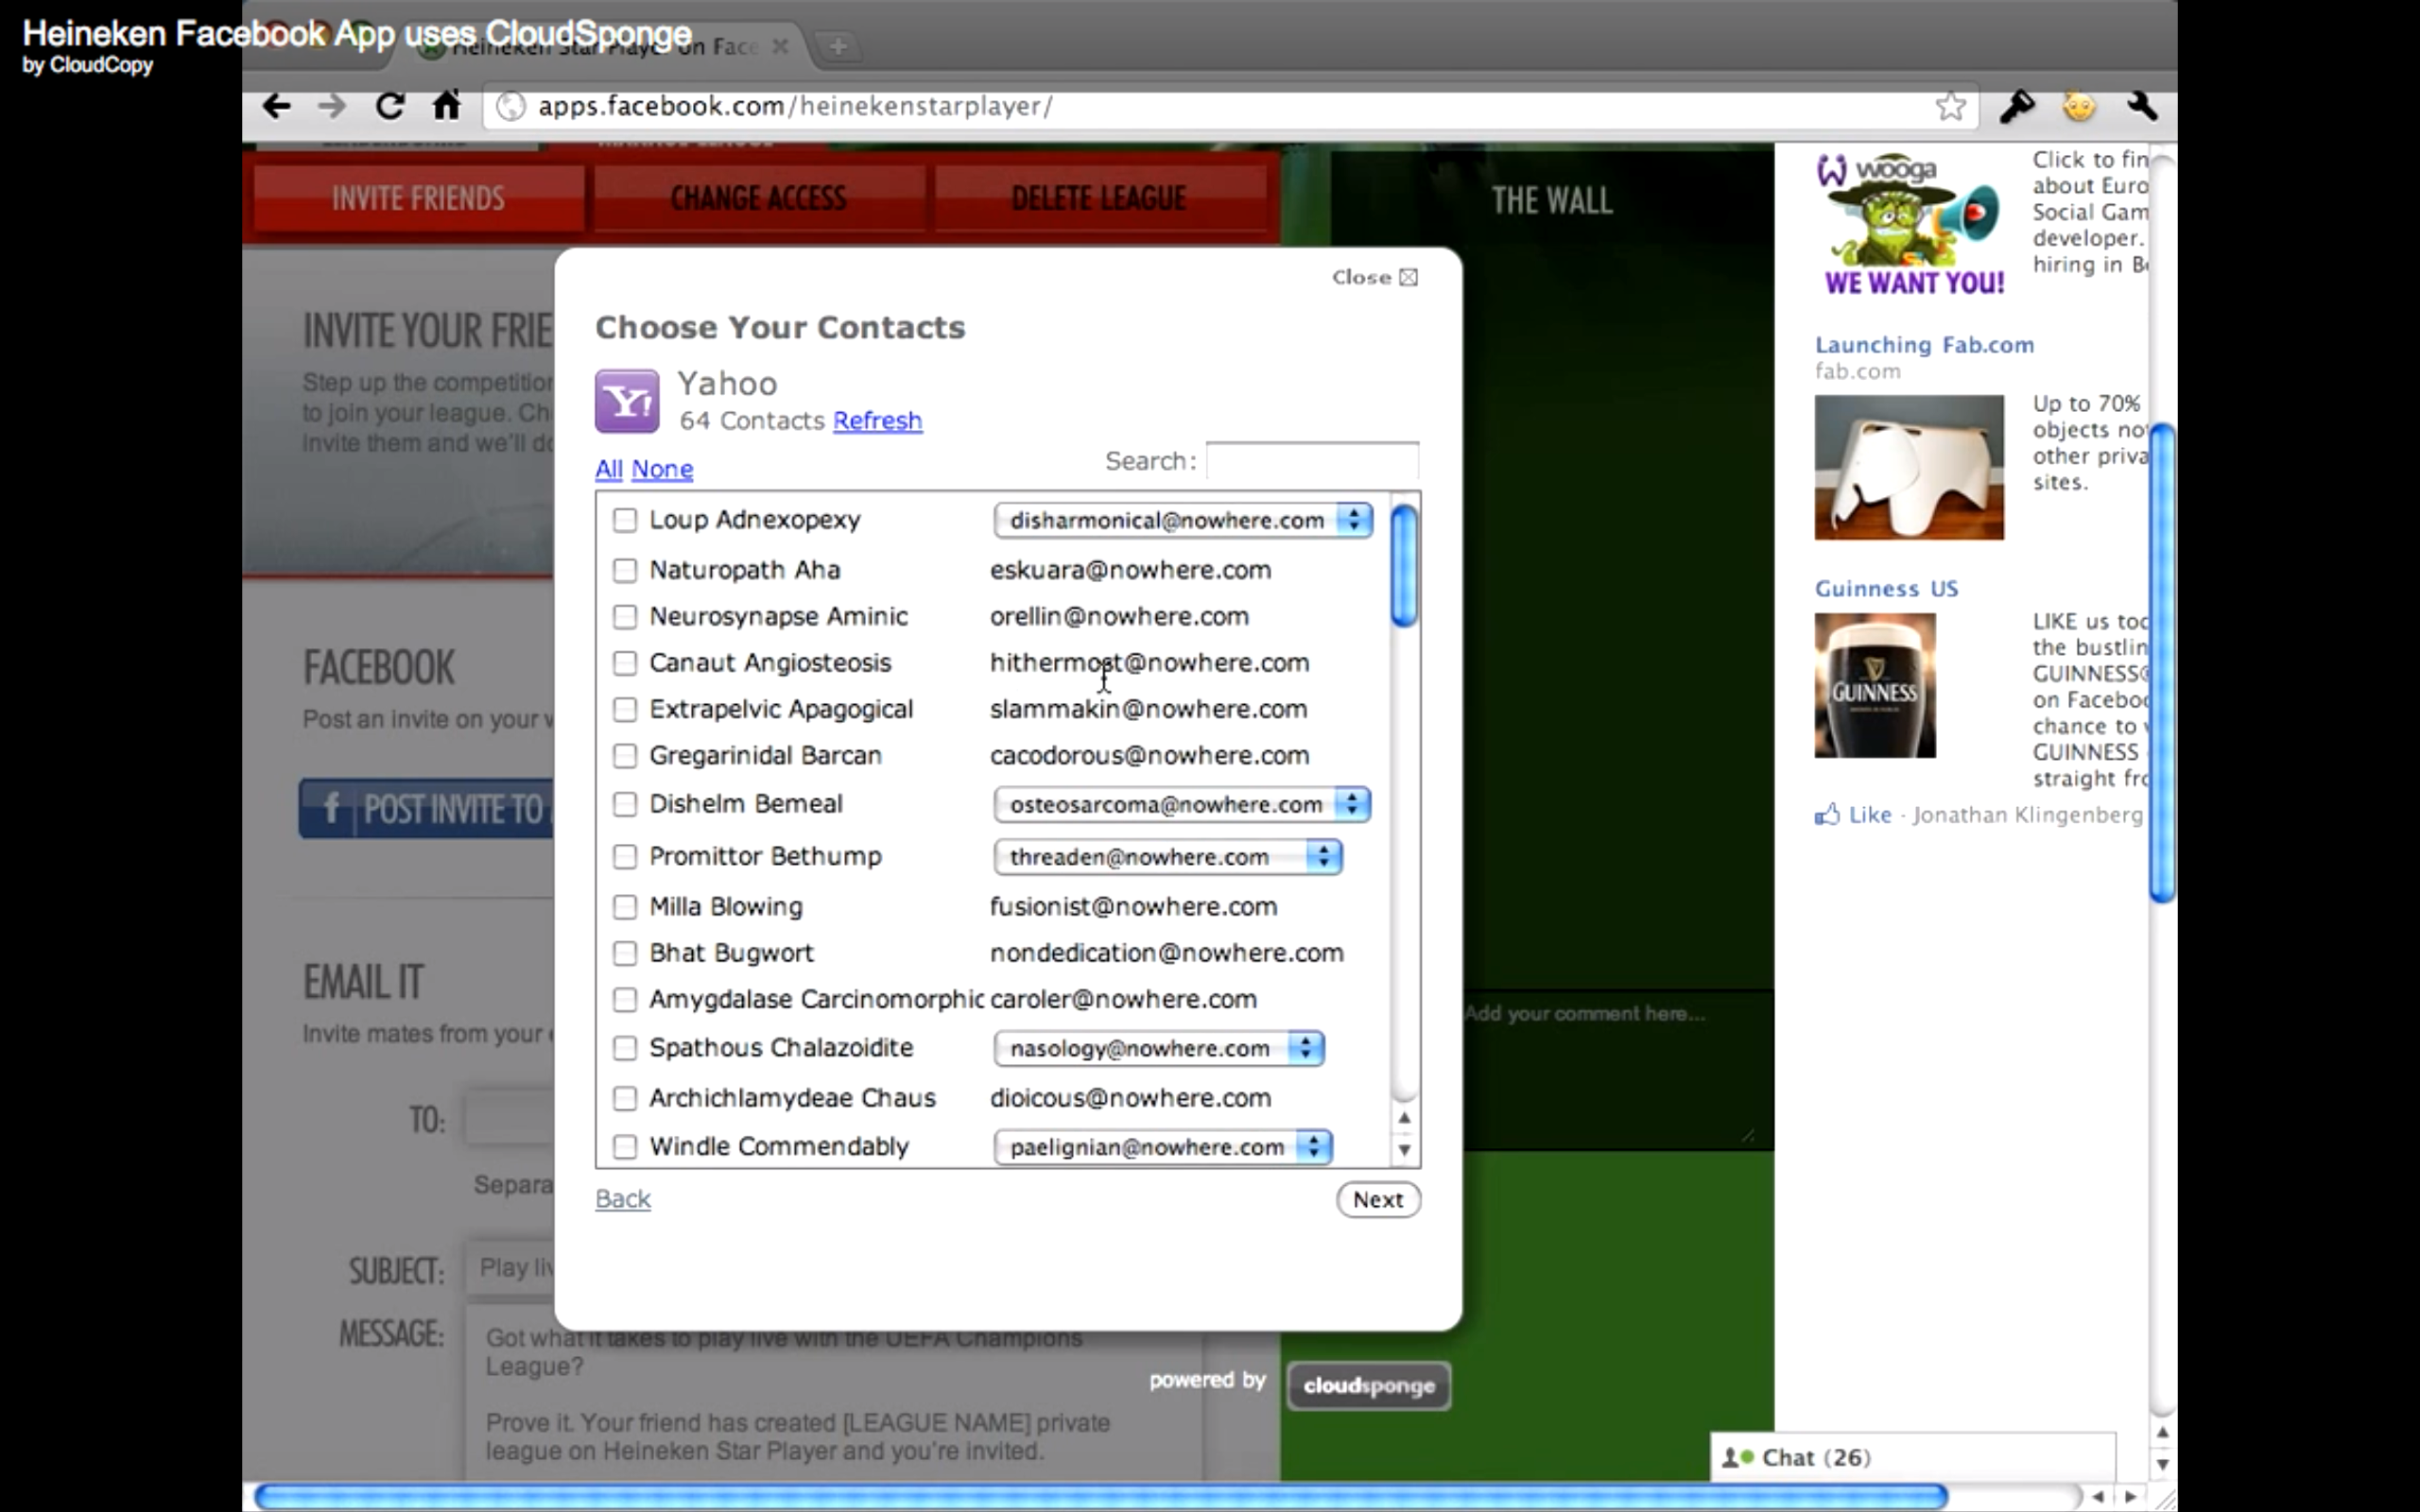 Heineken Facebook App uses CloudSponge
by CloudCopy
Heineken Star Player on Face
apps.facebook.com/heinekenstarplayer/
INVITE FRIENDS
CHANGE ACCESS
DELETE LEAGUE
THE WALL
INVITE YOUR FRIE
Step up the competition
to join your league. Ch
Invite them and we'll do
FACEBOOK
Post an invite on your w
f POST INVITE TO
EMAIL IT
Invite mates from your e
TO:
Separa
SUBJECT:
Play liv
MESSAGE:
Got what it takes to play live with the UEFA Champions
League?
Prove it. Your friend has created [LEAGUE NAME] private
league on Heineken Star Player and you're invited.
Close
Choose Your Contacts
Y!
Yahoo
64 Contacts Refresh
All None
Search:
Loup Adnexopexy disharmonical@nowhere.com
Naturopath Aha eskuara@nowhere.com
Neurosynapse Aminic orellin@nowhere.com
Canaut Angiosteosis hithermost@nowhere.com
Extrapelvic Apagogical slammakin@nowhere.com
Gregarinidal Barcan cacodorous@nowhere.com
Dishelm Bemeal osteosarcoma@nowhere.com
Promittor Bethump threaden@nowhere.com
Milla Blowing fusionist@nowhere.com
Bhat Bugwort nondedication@nowhere.com
Amygdalase Carcinomorphic caroler@nowhere.com
Spathous Chalazoidite nasology@nowhere.com
Archichlamydeae Chaus dioicous@nowhere.com
Windle Commendably paelignian@nowhere.com
Back
Next
powered by cloudsponge
Add your comment here...
wooga
WE WANT YOU!
Click to fin
about Euro
Social Gam
developer.
hiring in Be
Launching Fab.com
fab.com
Up to 70%
objects no
other priva
sites.
Guinness US
GUINNESS
LIKE us tod
the bustlin
GUINNESS
on Faceboo
chance to
GUINNESS
straight fro
Like · Jonathan Klingenberg
Chat (26)